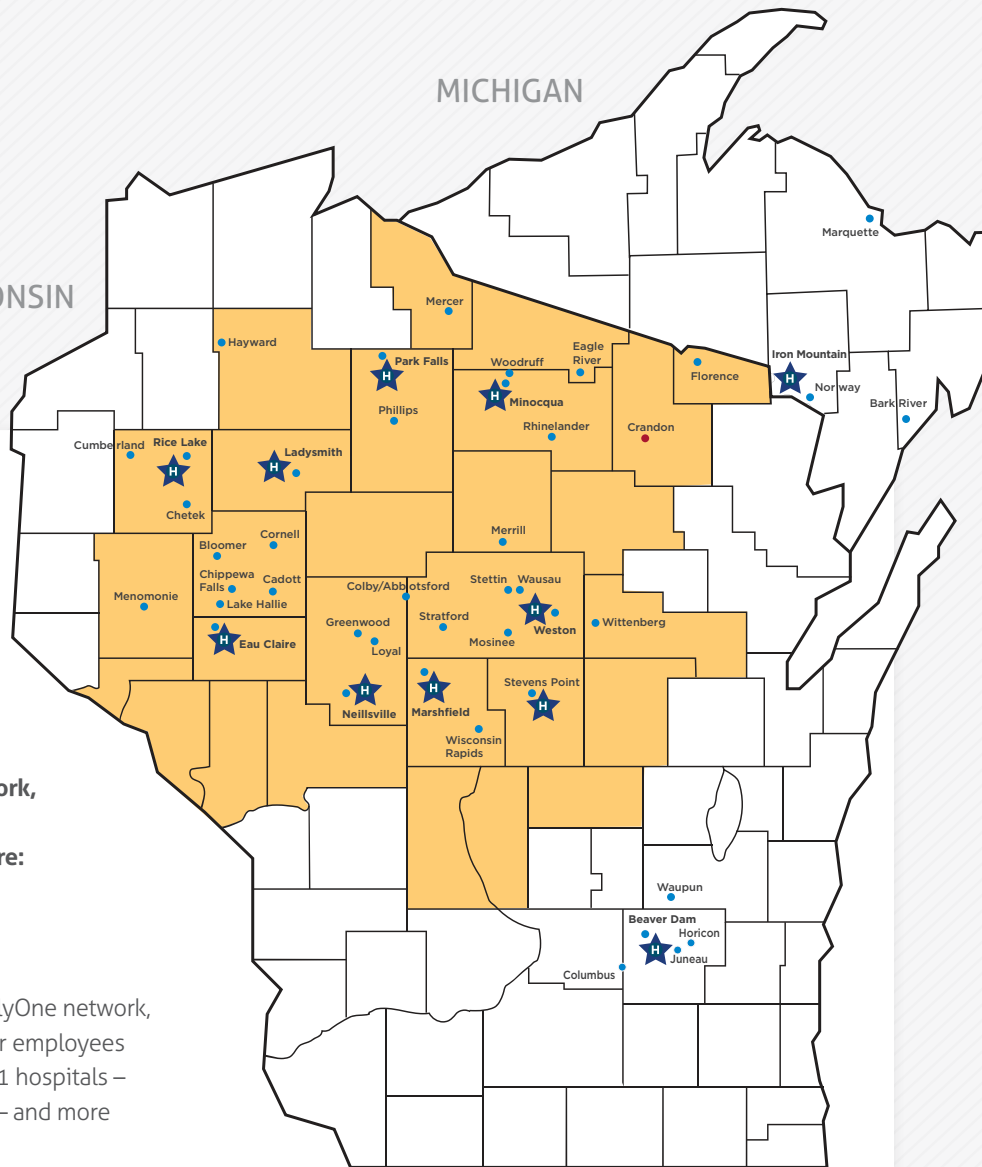 MICHIGAN
Marquette
ONSIN
Mercer
Hayward
Park Falls
H
Woodruff
Eagle
River
Iron Mountain
H
Florence
Norway
H
Minocqua
Bark River
Phillips
Rhinelander
Crandon
Cumberland
Rice Lake
H
Ladysmith
H
Chetek
Cornell
Merrill
Bloomer
Chippewa
Falls
Cadott
Lake Hallie
Menomonie
Colby/Abbotsford
Stettin
Wausau
H
Weston
Greenwood
Loyal
Stratford
Mosinee
Wittenberg
H
Eau Claire
Stevens Point
H
H
Neillsville
H
Marshfield
Wisconsin
Rapids
ork,
re:
Waupun
Beaver Dam
H
Horicon
Juneau
Columbus
lyOne network,
r employees
1 hospitals –
– and more